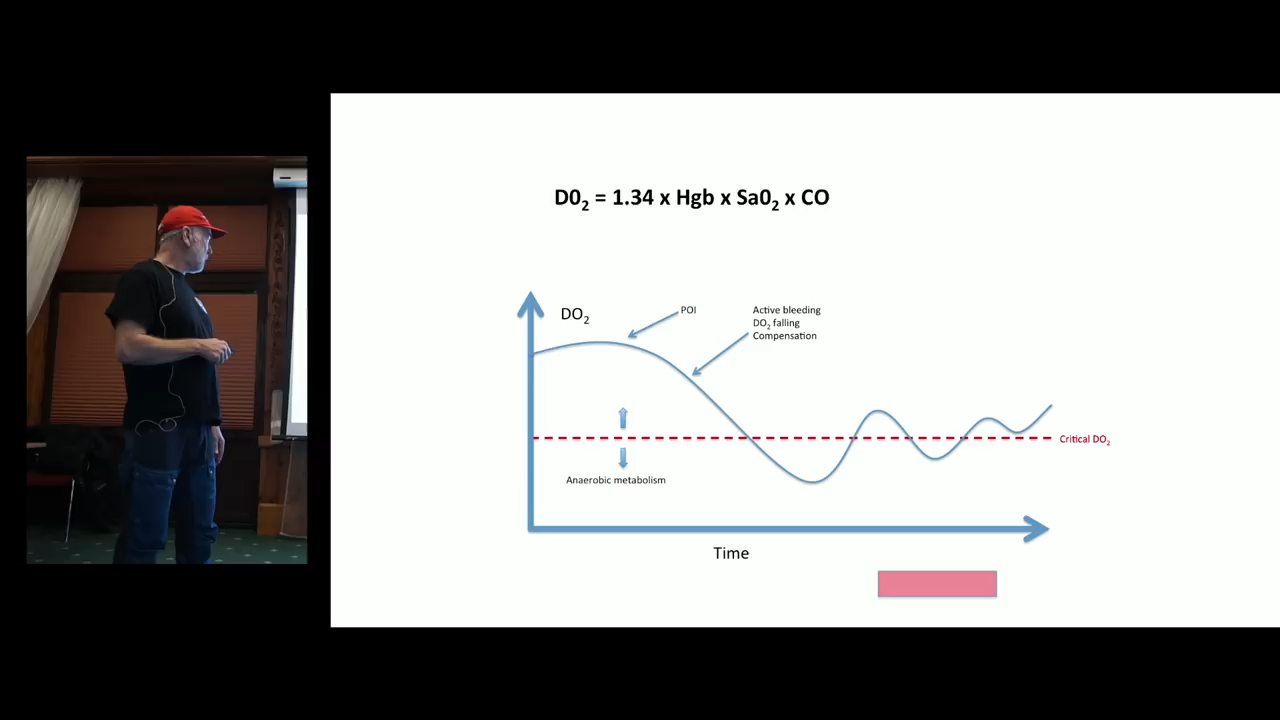 D0₂ = 1.34 x Hgb x Sa0₂ x CO
DO₂
POI
Active bleeding
DO₂ falling
Compensation
Critical DO₂
Anaerobic metabolism
Time